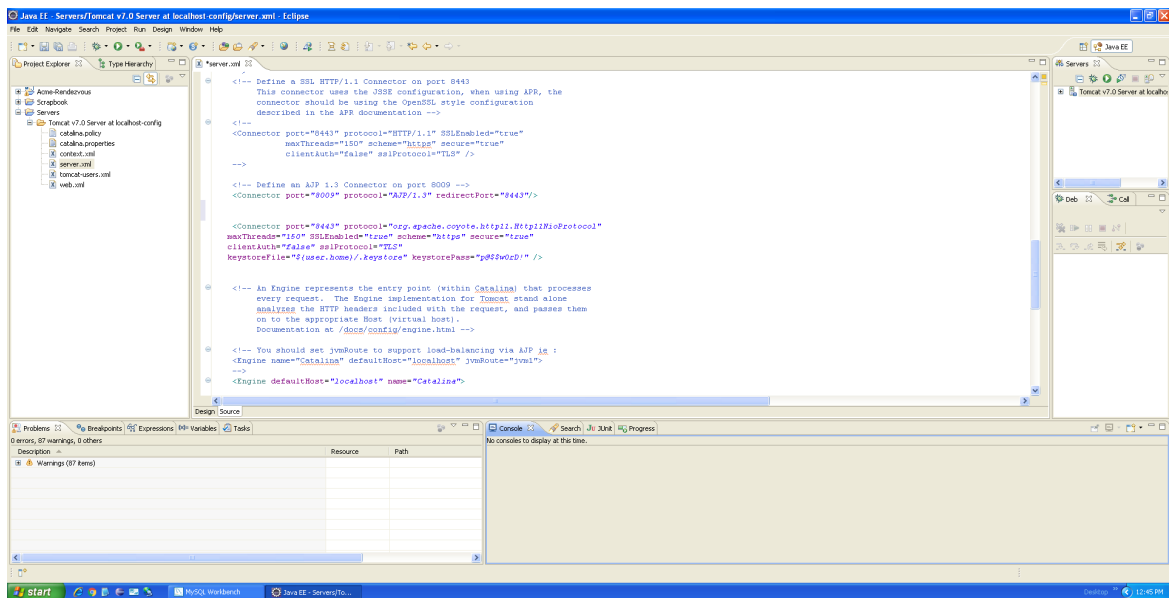 Java EE - Servers/Tomcat v7.0 Server at localhost-config/server.xml - Eclipse
File Edit Navigate Search Project Run Design Window Help
Java EE
Project Explorer
Type Hierarchy
*server.xml
Servers
Acme-Rendezvous
Scrapbook
Servers
Tomcat v7.0 Server at localhost-config
catalina.policy
catalina.properties
context.xml
server.xml
tomcat-users.xml
web.xml
<!-- Define a SSL HTTP/1.1 Connector on port 8443
This connector uses the JSSE configuration, when using APR, the
connector should be using the OpenSSL style configuration
described in the APR documentation -->
<!--
<Connector port="8443" protocol="HTTP/1.1" SSLEnabled="true"
maxThreads="150" scheme="https" secure="true"
clientAuth="false" sslProtocol="TLS" />
-->
<!-- Define an AJP 1.3 Connector on port 8009 -->
<Connector port="8009" protocol="AJP/1.3" redirectPort="8443"/>
<Connector port="8443" protocol="org.apache.coyote.http11.Http11NioProtocol"
maxThreads="150" SSLEnabled="true" scheme="https" secure="true"
clientAuth="false" sslProtocol="TLS"
keystoreFile="${user.home}/.keystore" keystorePass="p@$$w0rD!" />
<!-- An Engine represents the entry point (within Catalina) that processes
every request.  The Engine implementation for Tomcat stand alone
analyzes the HTTP headers included with the request, and passes them
on to the appropriate Host (virtual host).
Documentation at /docs/config/engine.html -->
<!-- You should set jvmRoute to support load-balancing via AJP ie :
<Engine name="Catalina" defaultHost="localhost" jvmRoute="jvm1">
-->
<Engine defaultHost="localhost" name="Catalina">
Design Source
Tomcat v7.0 Server at localhos
Deb
Call
Problems
Breakpoints
Expressions
Variables
Tasks
0 errors, 87 warnings, 0 others
Description Resource Path
Warnings (87 items)
Console
Search
JUnit
Progress
No consoles to display at this time.
start
MySQL Workbench
Java EE - Servers/To...
Desktop
12:45 PM